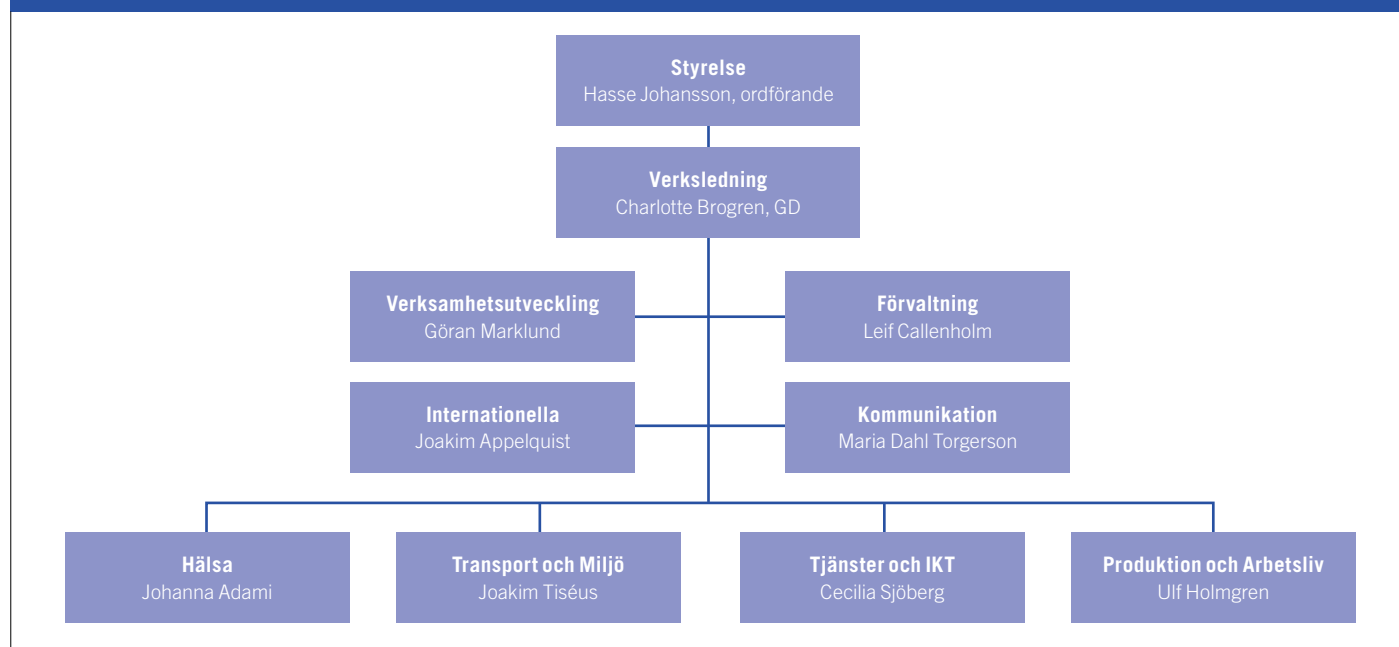 Styrelse
Hasse Johansson, ordförande
Verksledning
Charlotte Brogren, GD
Verksamhetsutveckling
Göran Marklund
Förvaltning
Leif Callenholm
Internationella
Joakim Appelquist
Kommunikation
Maria Dahl Torgerson
Hälsa
Johanna Adami
Transport och Miljö
Joakim Tiséus
Tjänster och IKT
Cecilia Sjöberg
Produktion och Arbetsliv
Ulf Holmgren